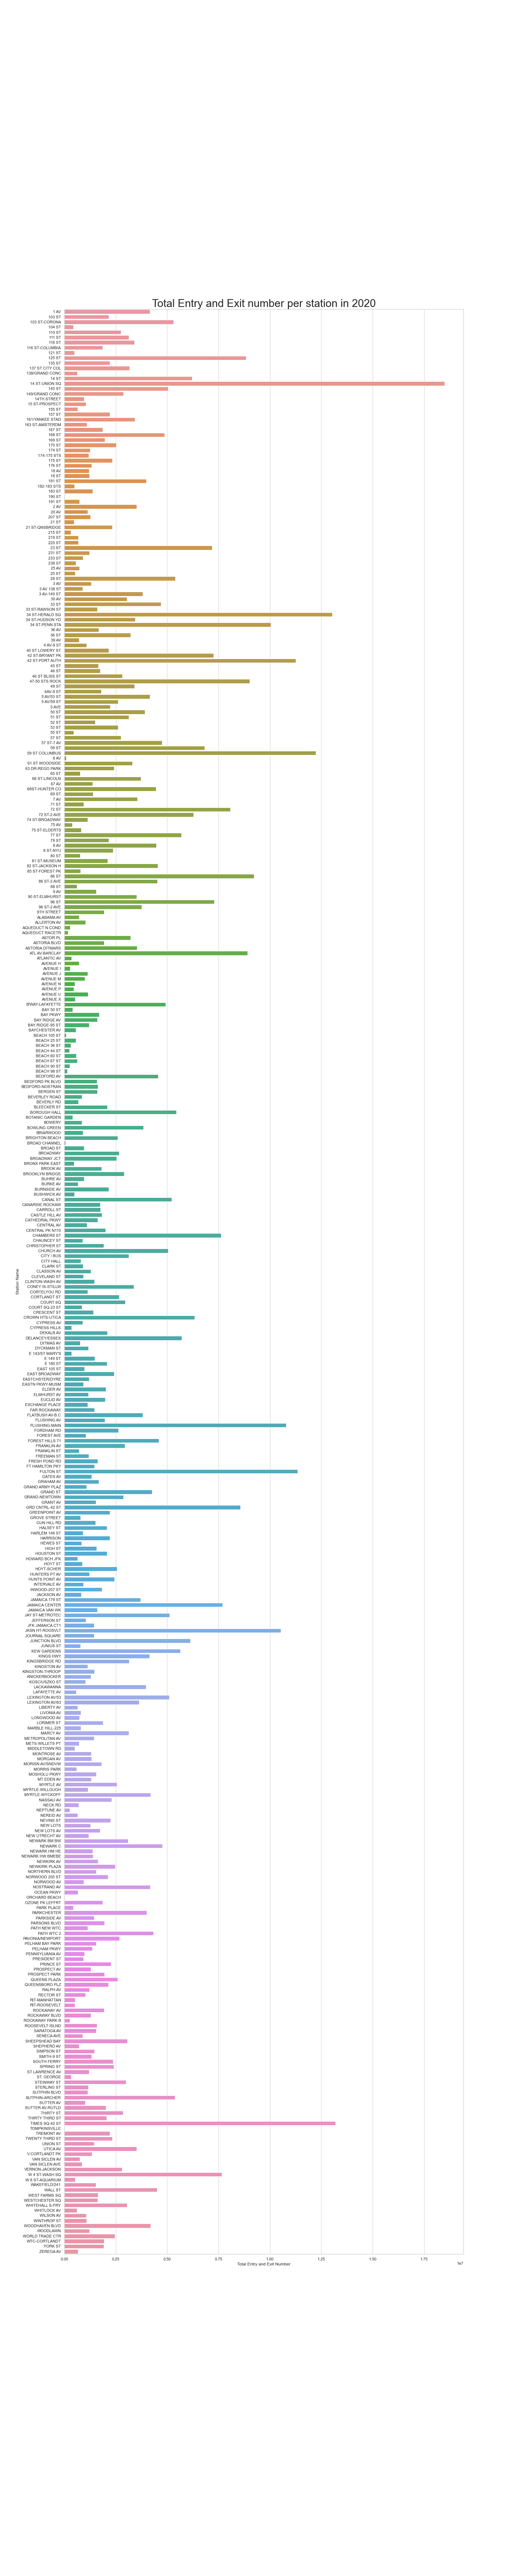 Total Entry and Exit number per station in 2020
1 AV
103 ST
103 ST-CORONA
104 ST
110 ST
111 ST
116 ST
116 ST-COLUMBIA
121 ST
125 ST
135 ST
137 ST CITY COL
138/GRAND CONC
14 ST
14 ST-UNION SQ
145 ST
149/GRAND CONC
14TH STREET
15 ST-PROSPECT
155 ST
157 ST
161/YANKEE STAD
163 ST-AMSTERDM
167 ST
168 ST
169 ST
170 ST
174 ST
174-175 STS
175 ST
176 ST
18 AV
18 ST
181 ST
182-183 STS
183 ST
190 ST
191 ST
2 AV
20 AV
207 ST
21 ST
21 ST-QNSBRIDGE
215 ST
219 ST
225 ST
23 ST
231 ST
233 ST
238 ST
25 AV
25 ST
28 ST
3 AV
3 AV 138 ST
3 AV-149 ST
30 AV
33 ST
33 ST-RAWSON ST
34 ST-HERALD SQ
34 ST-HUDSON YD
34 ST-PENN STA
36 AV
36 ST
39 AV
4 AV-9 ST
40 ST LOWERY ST
42 ST-BRYANT PK
42 ST-PORT AUTH
45 ST
46 ST
46 ST BLISS ST
47-50 STS ROCK
49 ST
4AV-9 ST
5 AV/53 ST
5 AV/59 ST
5 AVE
50 ST
51 ST
52 ST
53 ST
55 ST
57 ST
57 ST-7 AV
59 ST
59 ST COLUMBUS
6 AV
61 ST WOODSIDE
63 DR-REGO PARK
65 ST
66 ST-LINCOLN
67 AV
68ST-HUNTER CO
69 ST
7 AV
71 ST
72 ST
72 ST-2 AVE
74 ST-BROADWAY
75 AV
75 ST-ELDERTS
77 ST
79 ST
8 AV
8 ST-NYU
80 ST
81 ST-MUSEUM
82 ST-JACKSON H
85 ST-FOREST PK
86 ST
86 ST-2 AVE
88 ST
9 AV
90 ST-ELMHURST
96 ST
96 ST-2 AVE
9TH STREET
ALABAMA AV
ALLERTON AV
AQUEDUCT N.COND
AQUEDUCT RACETR
ASTOR PL
ASTORIA BLVD
ASTORIA DITMARS
ATL AV-BARCLAY
ATLANTIC AV
AVENUE H
AVENUE I
AVENUE J
AVENUE M
AVENUE N
AVENUE P
AVENUE U
AVENUE X
B'WAY-LAFAYETTE
BAY 50 ST
BAY PKWY
BAY RIDGE AV
BAY RIDGE-95 ST
BAYCHESTER AV
BEACH 105 ST
BEACH 25 ST
BEACH 36 ST
BEACH 44 ST
BEACH 60 ST
BEACH 67 ST
BEACH 90 ST
BEACH 98 ST
BEDFORD AV
BEDFORD PK BLVD
BEDFORD-NOSTRAN
BERGEN ST
BEVERLEY ROAD
BEVERLY RD
BLEECKER ST
BOROUGH HALL
BOTANIC GARDEN
BOWERY
BOWLING GREEN
BRIARWOOD
BRIGHTON BEACH
BROAD CHANNEL
BROAD ST
BROADWAY
BROADWAY JCT
BRONX PARK EAST
BROOK AV
BROOKLYN BRIDGE
BUHRE AV
BURKE AV
BURNSIDE AV
BUSHWICK AV
CANAL ST
CANARSIE-ROCKAW
CARROLL ST
CASTLE HILL AV
CATHEDRAL PKWY
CENTRAL AV
CENTRAL PK N110
CHAMBERS ST
CHAUNCEY ST
CHRISTOPHER ST
CHURCH AV
CITY / BUS
CITY HALL
CLARK ST
CLASSON AV
CLEVELAND ST
CLINTON-WASH AV
CONEY IS-STILLW
CORTELYOU RD
CORTLANDT ST
COURT SQ
COURT SQ-23 ST
CRESCENT ST
CROWN HTS-UTICA
CYPRESS AV
CYPRESS HILLS
DEKALB AV
DELANCEY/ESSEX
DITMAS AV
DYCKMAN ST
E 143/ST MARY'S
E 149 ST
E 180 ST
EAST 105 ST
EAST BROADWAY
EASTCHSTER/DYRE
EASTN PKWY-MUSM
ELDER AV
ELMHURST AV
EUCLID AV
EXCHANGE PLACE
FAR ROCKAWAY
FLATBUSH AV-B.C
FLUSHING AV
FLUSHING-MAIN
FORDHAM RD
FOREST AVE
FOREST HILLS 71
FRANKLIN AV
FRANKLIN ST
FREEMAN ST
FRESH POND RD
FT HAMILTON PKY
FULTON ST
GATES AV
GRAHAM AV
GRAND ARMY PLAZ
GRAND ST
GRAND-NEWTOWN
GRANT AV
GRD CNTRL-42 ST
GREENPOINT AV
GROVE STREET
GUN HILL RD
HALSEY ST
HARLEM 148 ST
HARRISON
HEWES ST
HIGH ST
HOUSTON ST
HOWARD BCH JFK
HOYT ST
HOYT-SCHER
HUNTERS PT AV
HUNTS POINT AV
INTERVALE AV
INWOOD-207 ST
JACKSON AV
JAMAICA 179 ST
JAMAICA CENTER
JAMAICA VAN WK
JAY ST-METROTEC
JEFFERSON ST
JFK JAMAICA CT1
JKSN HT-ROOSVLT
JOURNAL SQUARE
JUNCTION BLVD
JUNIUS ST
KEW GARDENS
KINGS HWY
KINGSBRIDGE RD
KINGSTON AV
KINGSTON-THROOP
KNICKERBOCKER
KOSCIUSZKO ST
LACKAWANNA
LAFAYETTE AV
LEXINGTON AV/53
LEXINGTON AV/63
LIBERTY AV
LIVONIA AV
LONGWOOD AV
LORIMER ST
MARBLE HILL-225
MARCY AV
METROPOLITAN AV
METS-WILLETS PT
MIDDLETOWN RD
MONTROSE AV
MORGAN AV
MORISN AV/SNDVW
MORRIS PARK
MOSHOLU PKWY
MT EDEN AV
MYRTLE AV
MYRTLE-WILLOUGH
MYRTLE-WYCKOFF
NASSAU AV
NECK RD
NEPTUNE AV
NEREID AV
NEVINS ST
NEW LOTS
NEW LOTS AV
NEW UTRECHT AV
NEWARK BM BW
NEWARK C
NEWARK HM HE
NEWARK HW BMEBE
NEWKIRK AV
NEWKIRK PLAZA
NORTHERN BLVD
NORWOOD 205 ST
NORWOOD AV
NOSTRAND AV
OCEAN PKWY
ORCHARD BEACH
OZONE PK LEFFRT
PARK PLACE
PARKCHESTER
PARKSIDE AV
PARSONS BLVD
PATH NEW WTC
PATH WTC 2
PAVONIA/NEWPORT
PELHAM BAY PARK
PELHAM PKWY
PENNSYLVANIA AV
PRESIDENT ST
PRINCE ST
PROSPECT AV
PROSPECT PARK
QUEENS PLAZA
QUEENSBORO PLZ
RALPH AV
RECTOR ST
RIT-MANHATTAN
RIT-ROOSEVELT
ROCKAWAY AV
ROCKAWAY BLVD
ROCKAWAY PARK B
ROOSEVELT ISLND
SARATOGA AV
SENECA AVE
SHEEPSHEAD BAY
SHEPHERD AV
SIMPSON ST
SMITH-9 ST
SOUTH FERRY
SPRING ST
ST LAWRENCE AV
ST. GEORGE
STEINWAY ST
STERLING ST
SUTPHIN BLVD
SUTPHIN-ARCHER
SUTTER AV
SUTTER AV-RUTLD
THIRTY ST
THIRTY THIRD ST
TIMES SQ-42 ST
TOMPKINSVILLE
TREMONT AV
TWENTY THIRD ST
UNION ST
UTICA AV
V.CORTLANDT PK
VAN SICLEN AV
VAN SICLEN AVE
VERNON-JACKSON
W 4 ST-WASH SQ
W 8 ST-AQUARIUM
WAKEFIELD/241
WALL ST
WEST FARMS SQ
WESTCHESTER SQ
WHITEHALL S-FRY
WHITLOCK AV
WILSON AV
WINTHROP ST
WOODHAVEN BLVD
WOODLAWN
WORLD TRADE CTR
WTC-CORTLANDT
YORK ST
ZEREGA AV
Station Name
0.00 0.25 0.50 0.75 1.00 1.25 1.50 1.75
Total Entry and Exit Number
1e7